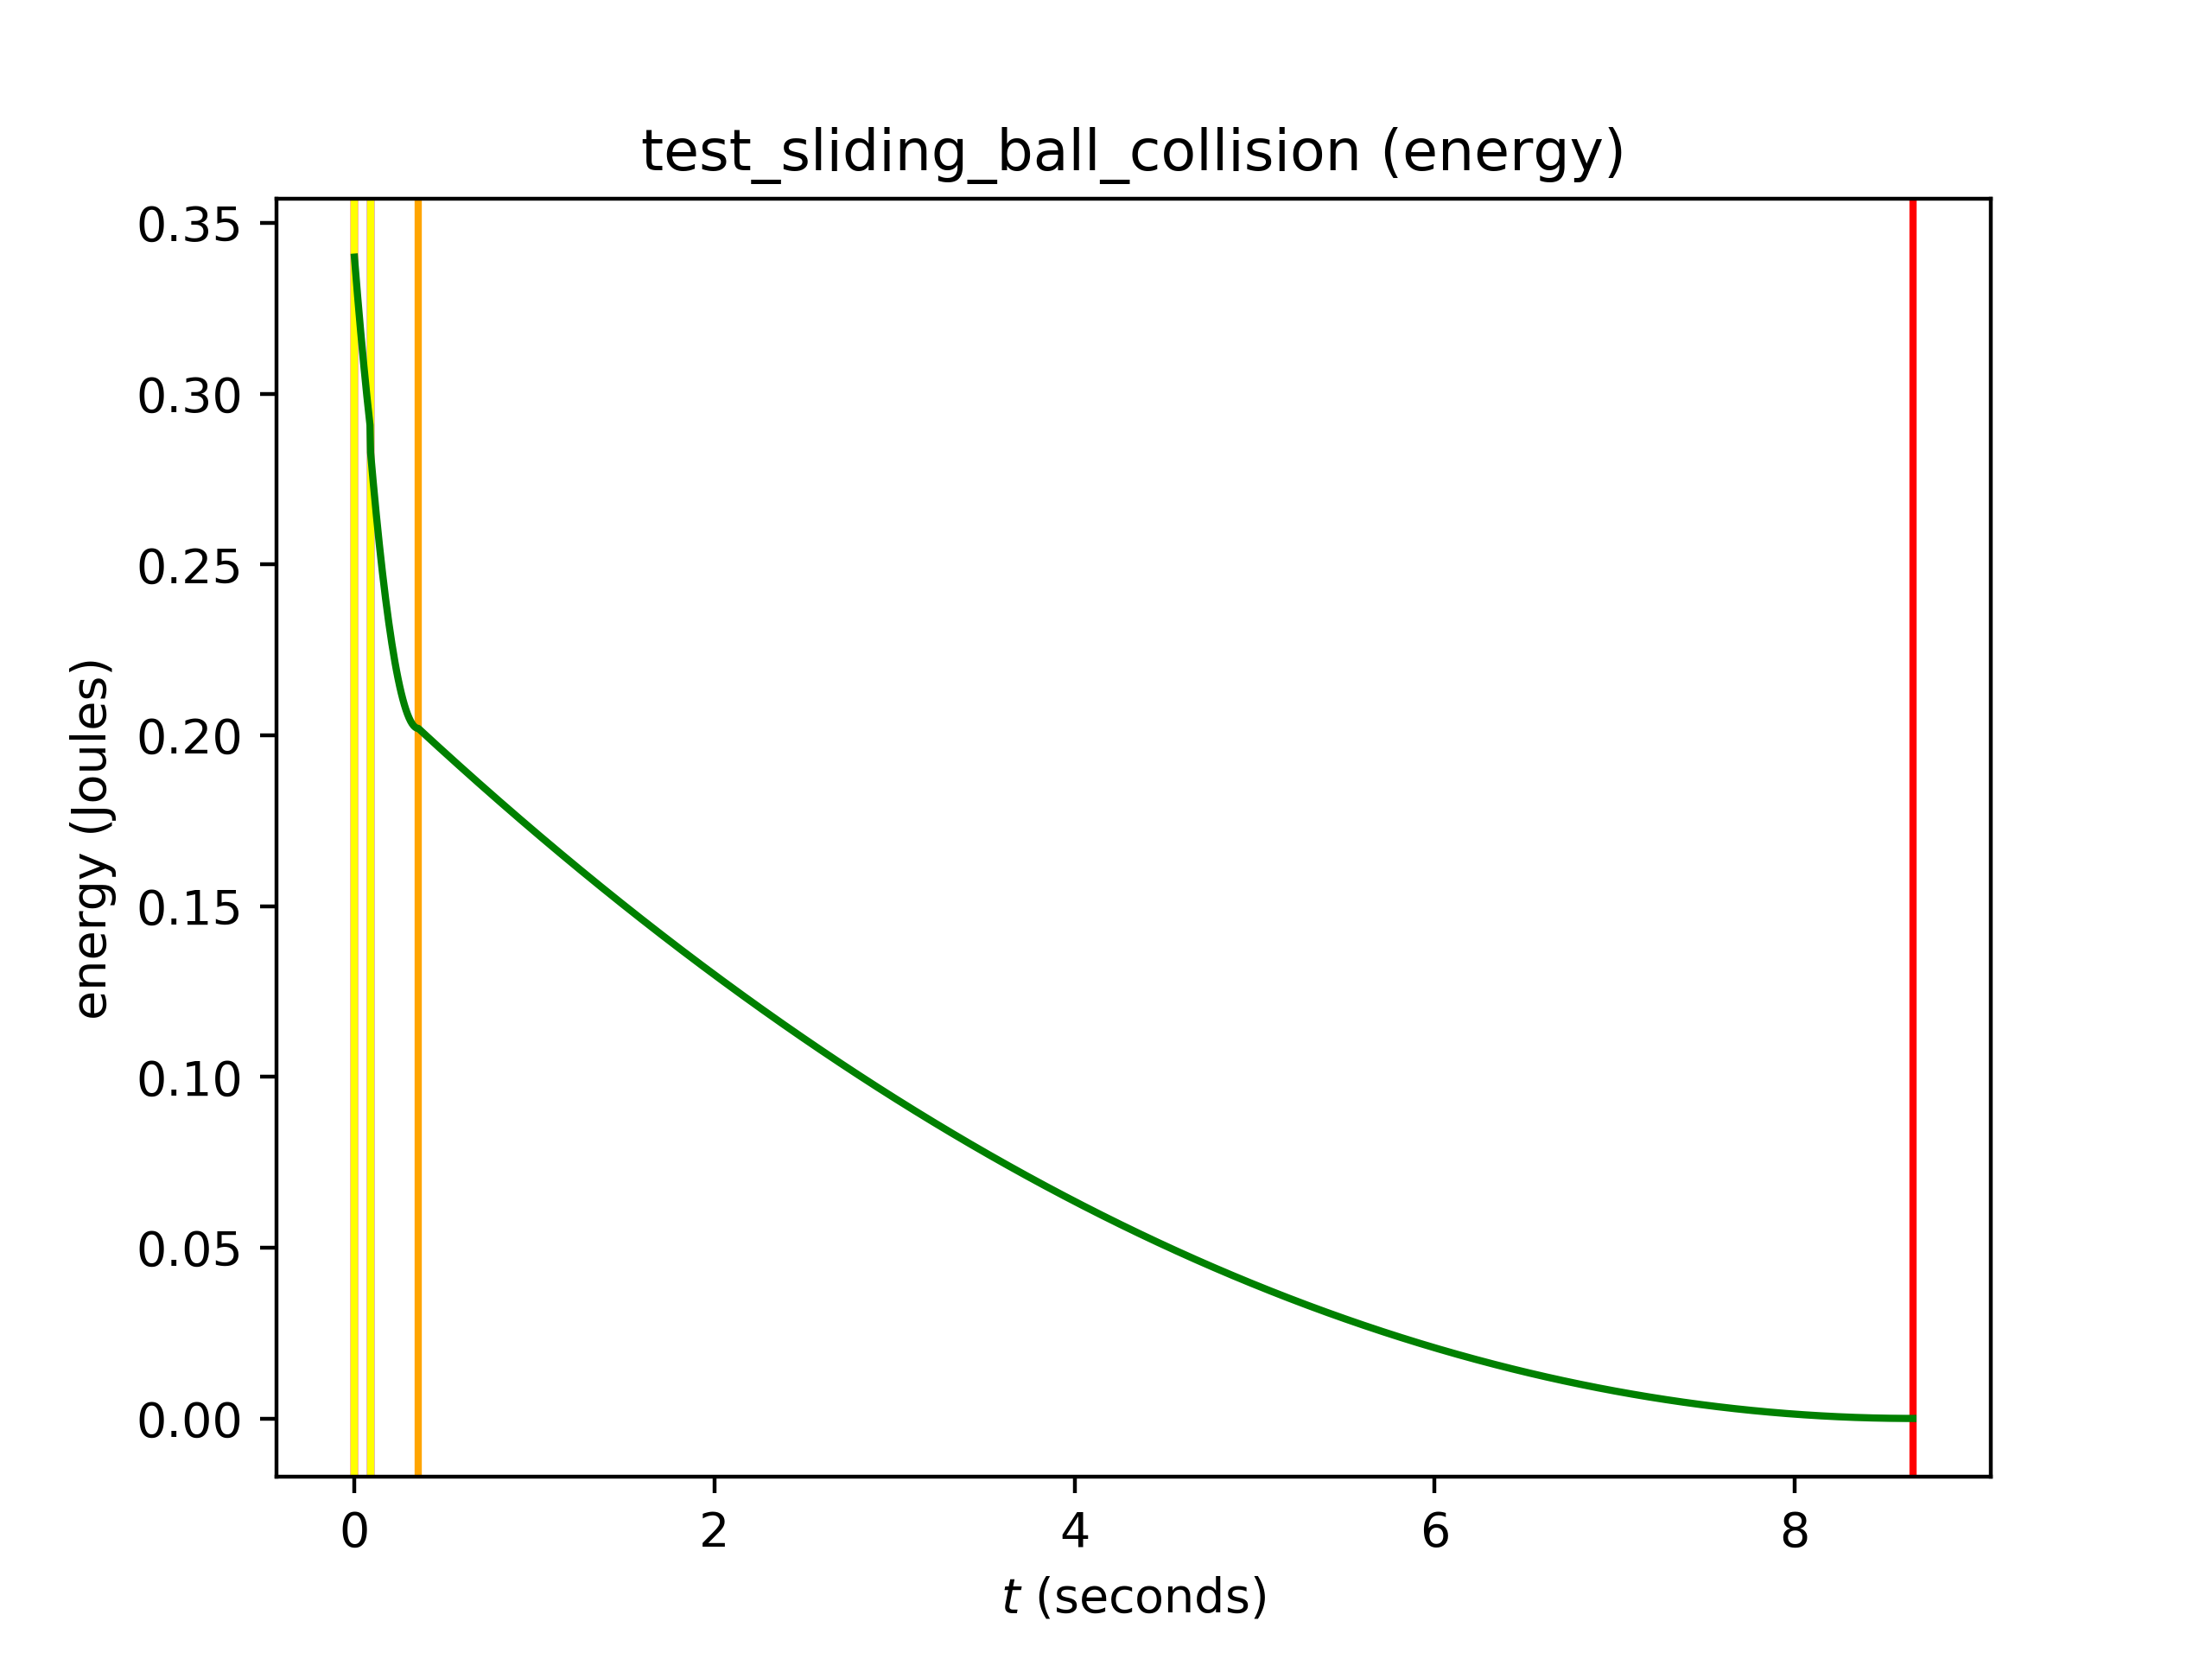 test_sliding_ball_collision (energy)
0.35
0.30
0.25
0.20
0.15
0.10
0.05
0.00
energy (Joules)
0 2 4 6 8
t (seconds)